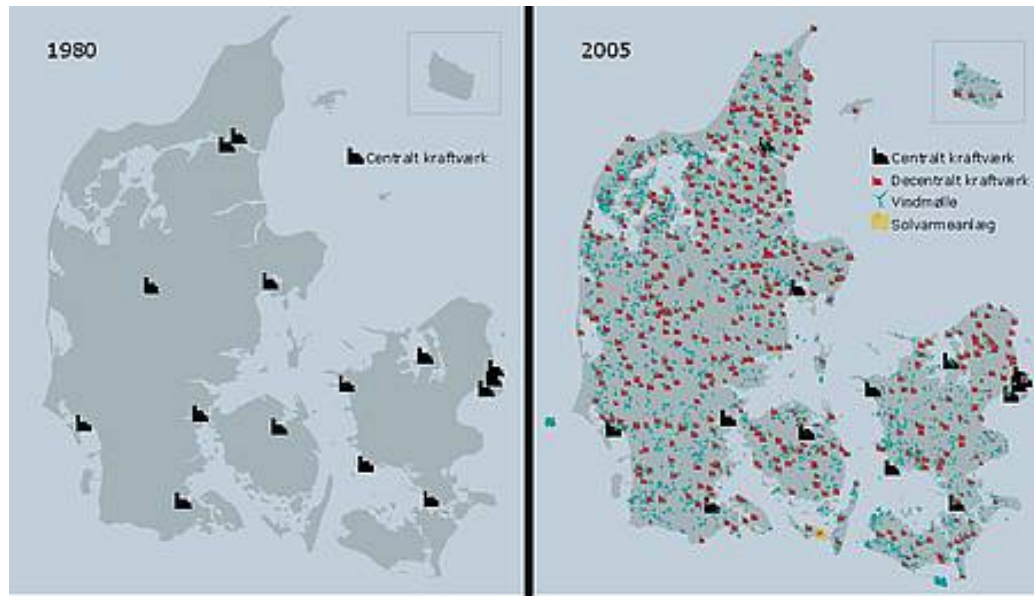 1980
Centralt kraftværk
2005
Centralt kraftværk
Decentralt kraftværk
Vindmølle
Solvarmeanlæg